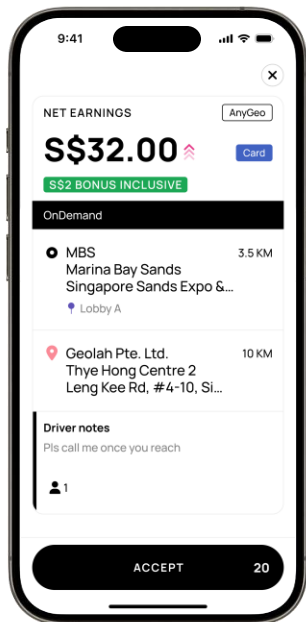 9:41
NET EARNINGS
AnyGeo
S$32.00
Card
S$2 BONUS INCLUSIVE
OnDemand
MBS
3.5 KM
Marina Bay Sands
Singapore Sands Expo &...
Lobby A
Geolah Pte. Ltd.
10 KM
Thye Hong Centre 2
Leng Kee Rd, #4-10, Si...
Driver notes
Pls call me once you reach
1
ACCEPT
20